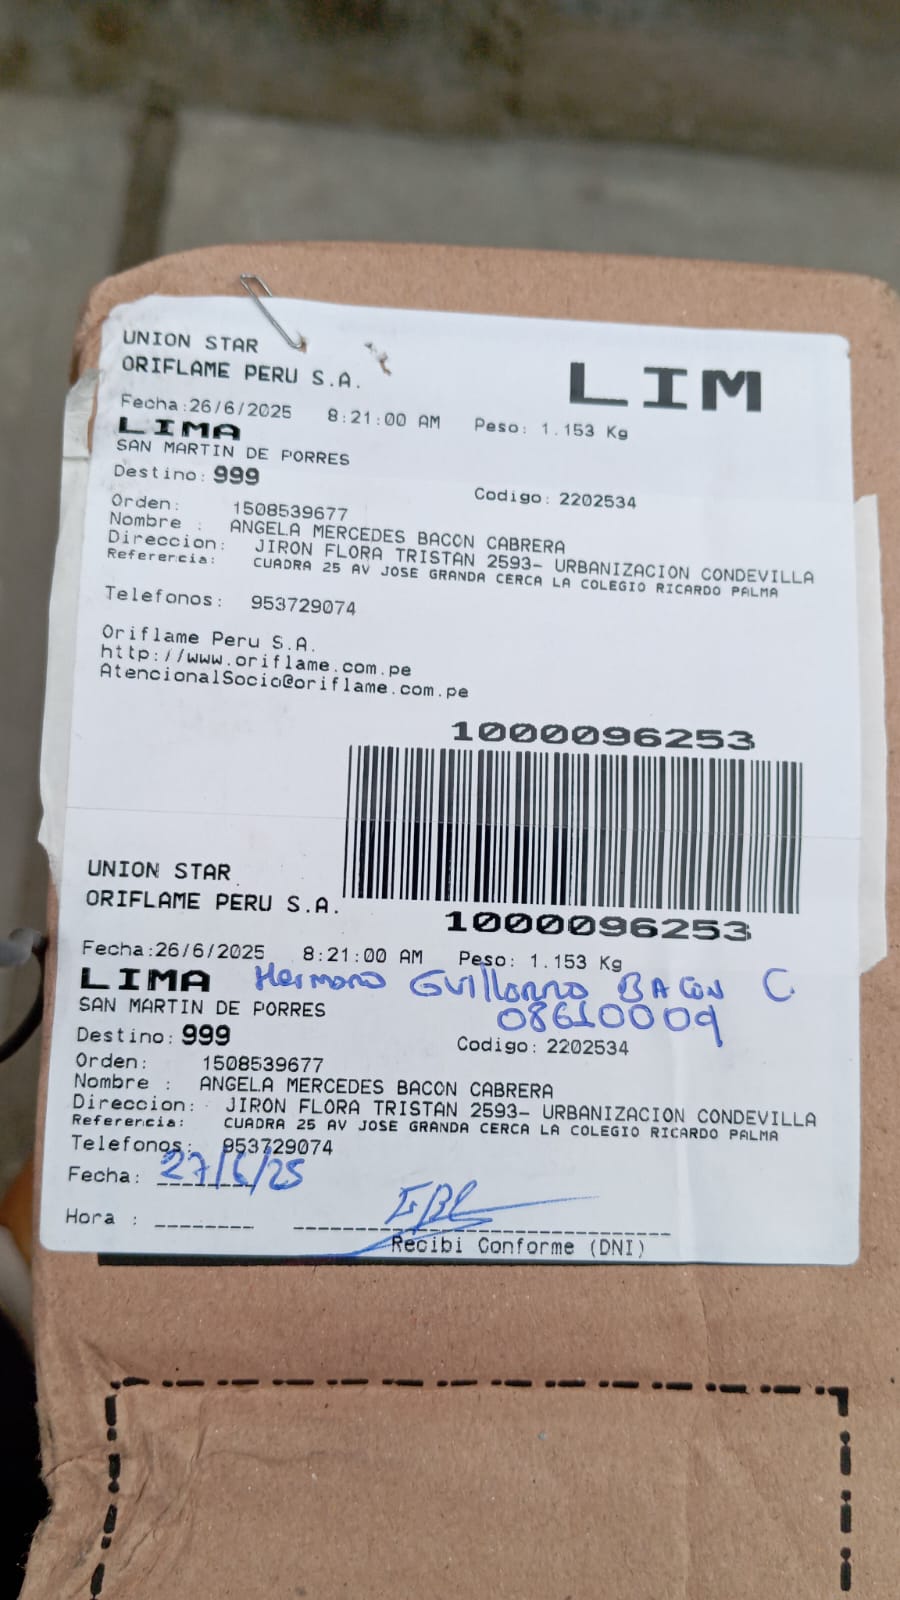 UNION STAR
ORIFLAME PERU S.A.
LIM
Fecha:26/6/2025 8:21:00 AM Peso: 1.153 Kg
LIMA
SAN MARTIN DE PORRES
Destino: 999
Codigo: 2202534
Orden: 1508539677
Nombre : ANGELA MERCEDES BACON CABRERA
Direccion: JIRON FLORA TRISTAN 2593- URBANIZACION CONDEVILLA
Referencia: CUADRA 25 AV JOSE GRANDA CERCA LA COLEGIO RICARDO PALMA
Telefonos: 953729074
Oriflame Peru S.A.
http://www.oriflame.com.pe
AtencionalSocio@oriflame.com.pe
1000096253
1000096253
UNION STAR
ORIFLAME PERU S.A.
Fecha:26/6/2025 8:21:00 AM Peso: 1.153 Kg
LIMA Hermano Guillermo BACON C.
SAN MARTIN DE PORRES 08610009
Destino: 999 Codigo: 2202534
Orden: 1508539677
Nombre : ANGELA MERCEDES BACON CABRERA
Direccion: JIRON FLORA TRISTAN 2593- URBANIZACION CONDEVILLA
Referencia: CUADRA 25 AV JOSE GRANDA CERCA LA COLEGIO RICARDO PALMA
Telefonos: 953729074
Fecha: 27/6/25
Hora :
Recibi Conforme (DNI)